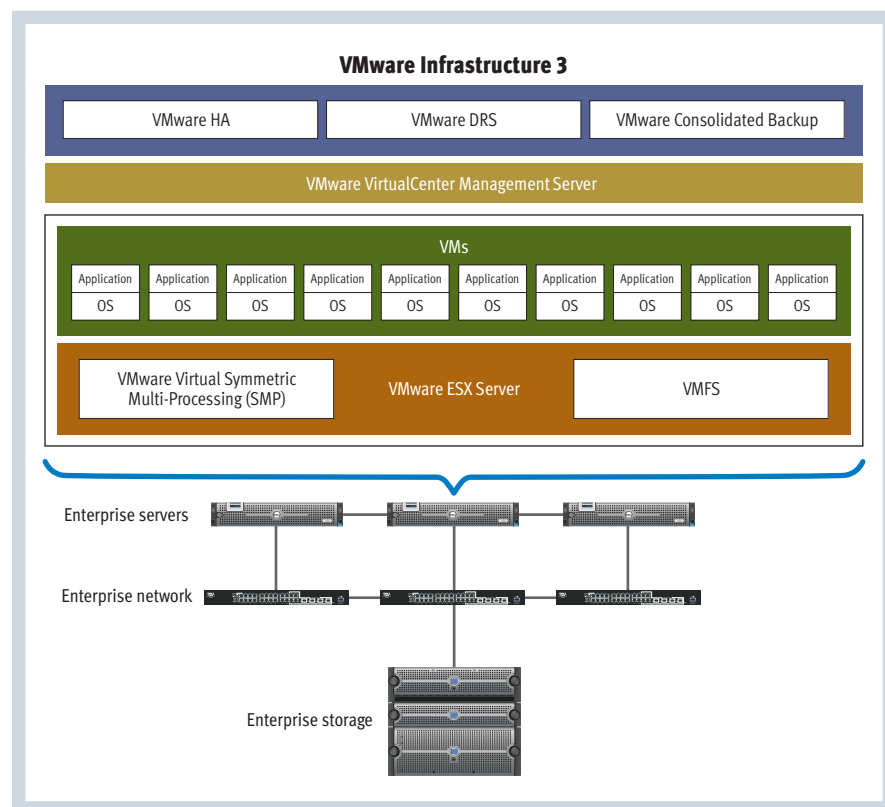 VMware Infrastructure 3
VMware HA
VMware DRS
VMware Consolidated Backup
VMware VirtualCenter Management Server
VMs
Application Application Application Application Application Application Application Application Application Application
OS OS OS OS OS OS OS OS OS OS
VMware Virtual Symmetric
Multi-Processing (SMP)
VMware ESX Server
VMFS
Enterprise servers
Enterprise network
Enterprise storage